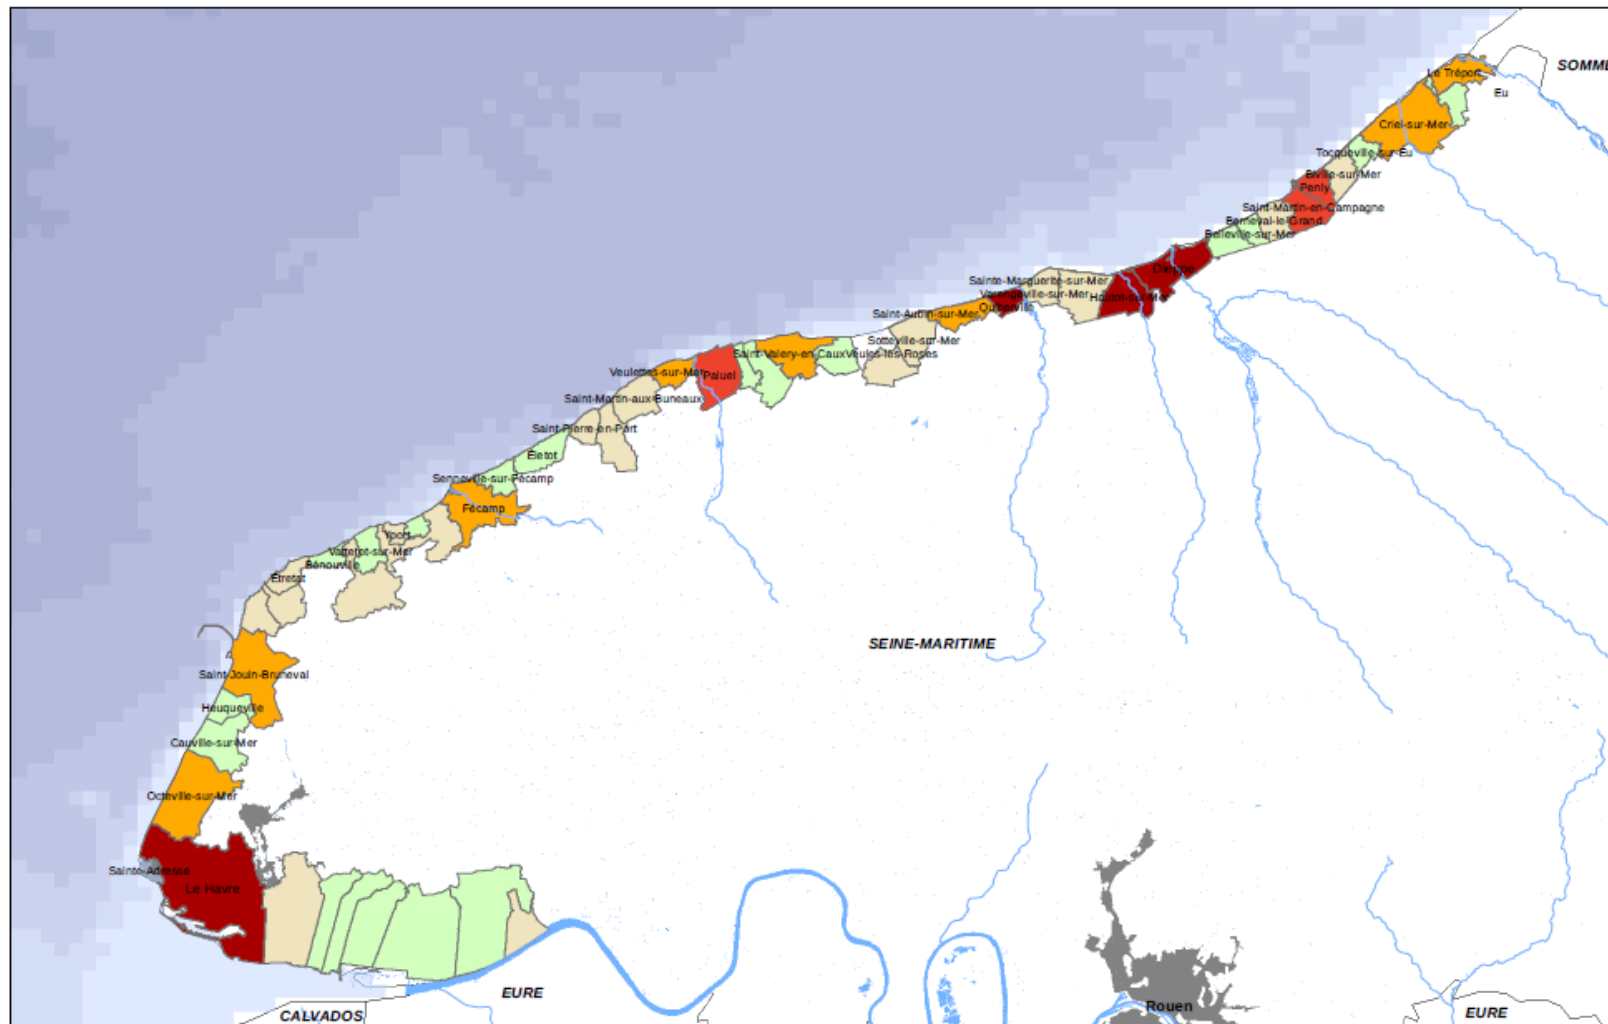 SOMME
Le Tréport
Eu
Criel-sur-Mer
Tocqueville-sur-Eu
Biville-sur-Mer
Penly
Saint-Martin-en-Campagne
Berneval-le-Grand
Belleville-sur-Mer
Dieppe
Sainte-Marguerite-sur-Mer
Varengeville-sur-Mer
Hautot-sur-Mer
Quiberville
Saint-Aubin-sur-Mer
Sotteville-sur-Mer
Saint-Valery-en-Caux
Veules-les-Roses
Veulettes-sur-Mer
Paluel
Saint-Martin-aux-Buneaux
Saint-Pierre-en-Port
Életot
Senneville-sur-Fécamp
Fécamp
Yport
Vattetot-sur-Mer
Bénouville
Étretat
SEINE-MARITIME
Saint-Jouin-Bruneval
Heuqueville
Cauville-sur-Mer
Octeville-sur-Mer
Sainte-Adresse
Le Havre
EURE
CALVADOS
Rouen
EURE